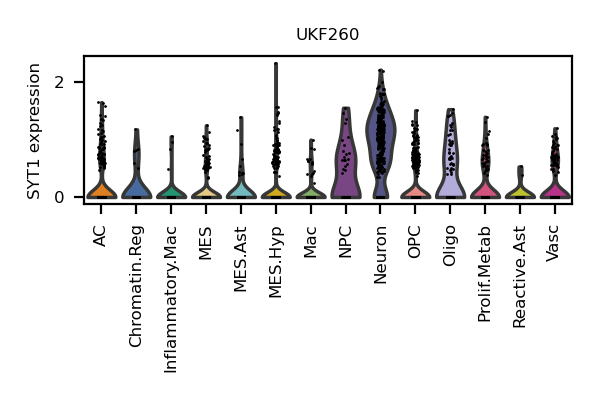 UKF260
SYT1 expression
2
0
AC
Chromatin.Reg
Inflammatory.Mac
MES
MES.Ast
MES.Hyp
Mac
NPC
Neuron
OPC
Oligo
Prolif.Metab
Reactive.Ast
Vasc